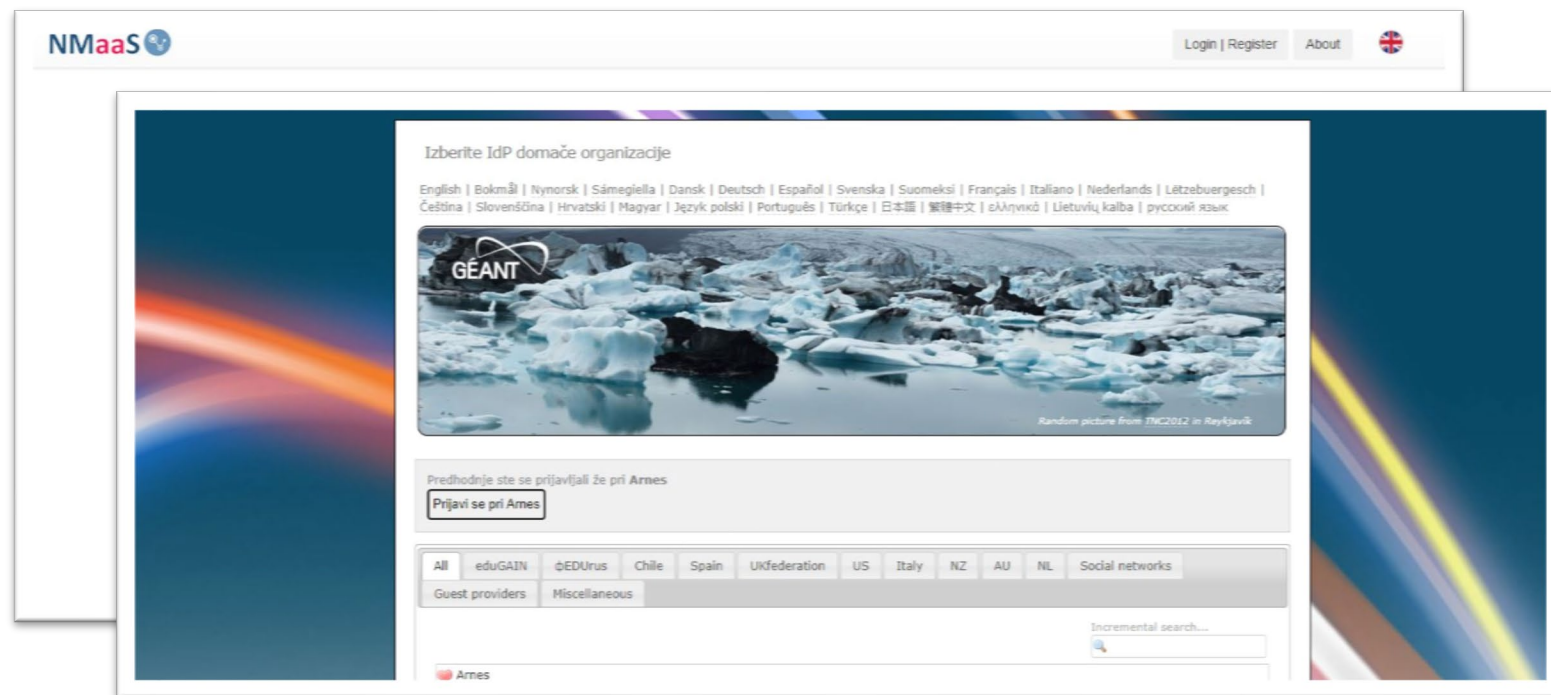 NMaaS
Login | Register About
Izberite IdP domače organizacije
English | Bokmål | Nynorsk | Sámegiella | Dansk | Deutsch | Español | Svenska | Suomeksi | Français | Italiano | Nederlands | Lëtzebuergesch |
Čeština | Slovenščina | Hrvatski | Magyar | Język polski | Português | Türkçe | 日本語 | 繁體中文 | ελληνικά | Lietuvių kalba | русский язык
GÉANT
Random picture from TNC2012 in Reykjavík
Predhodnje ste se prijavljali že pri Arnes
Prijavi se pri Arnes
All eduGAIN фEDUrus Chile Spain UKfederation US Italy NZ AU NL Social networks
Guest providers Miscellaneous
Incremental search...
Arnes